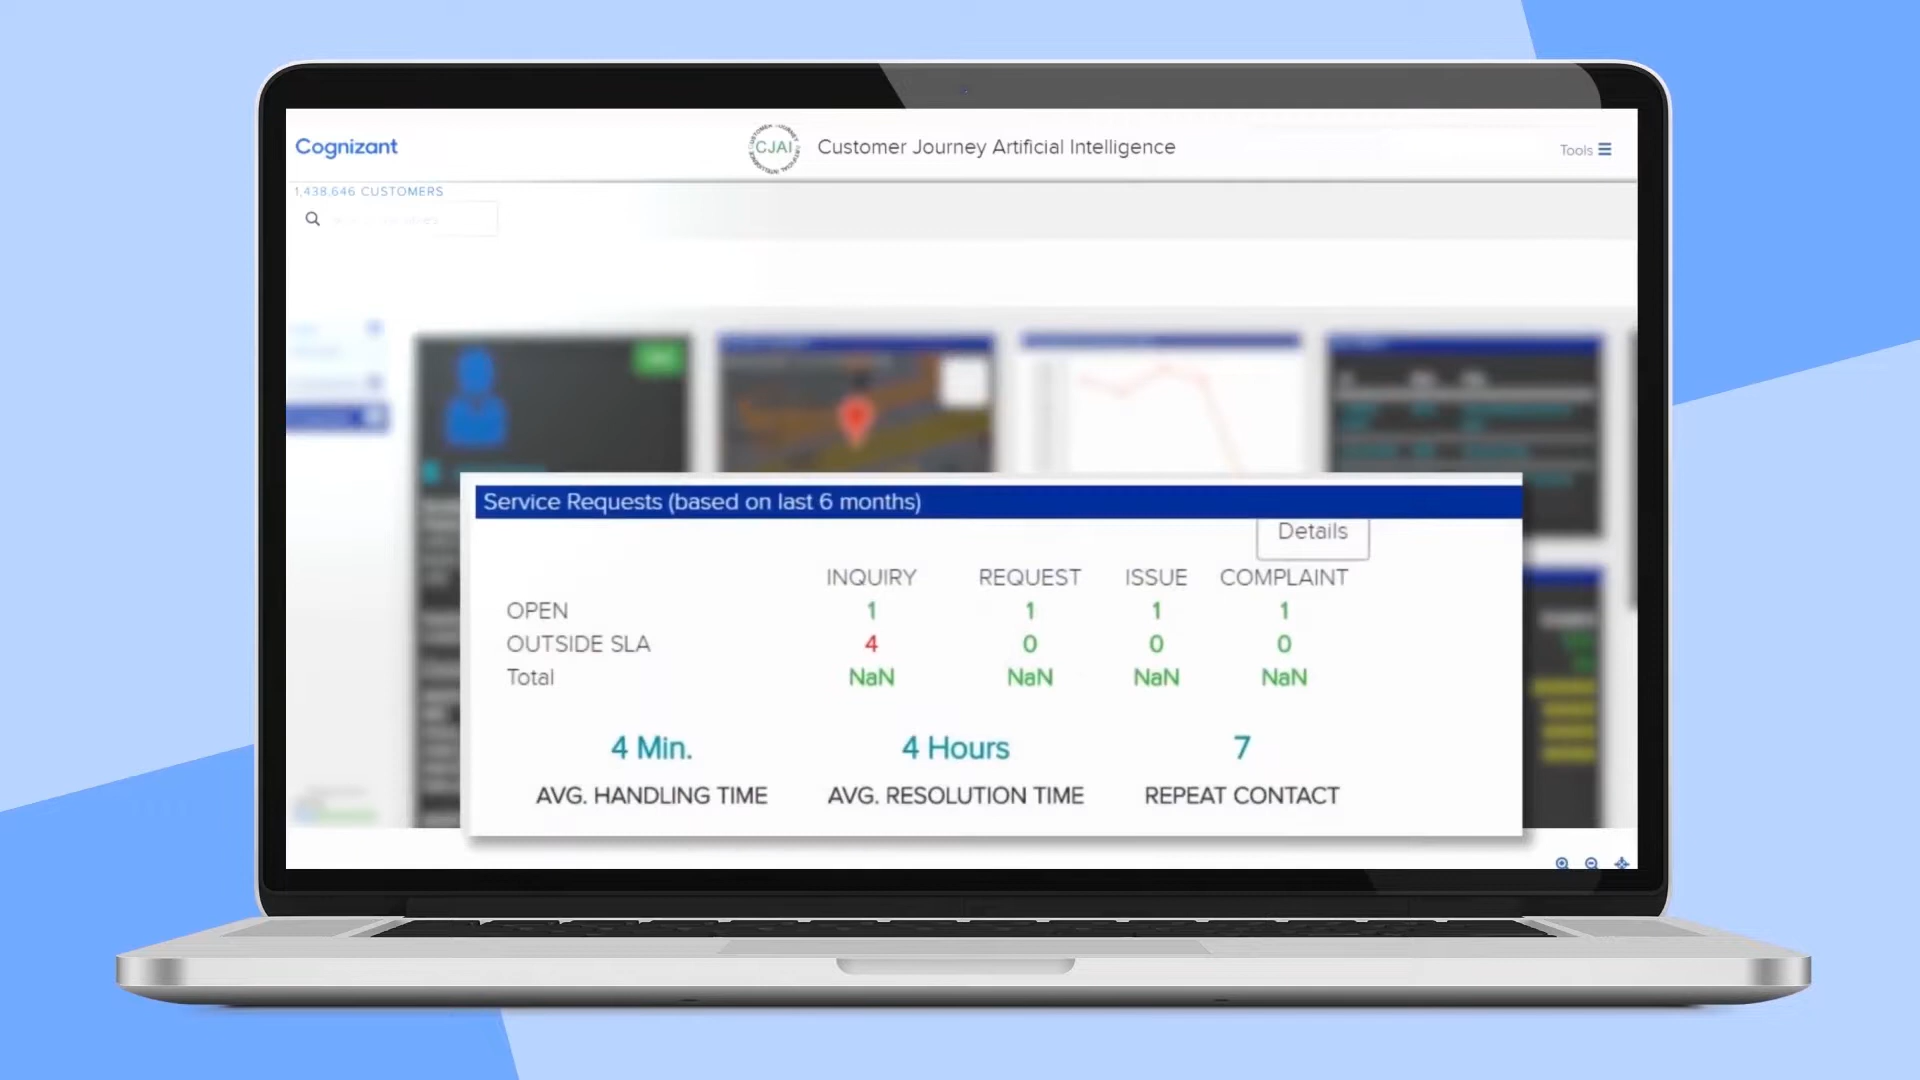 Cognizant
CJAI
Customer Journey Artificial Intelligence
Tools
1,438,646 CUSTOMERS
Service Requests (based on last 6 months)
Details
INQUIRY REQUEST ISSUE COMPLAINT
OPEN 1 1 1 1
OUTSIDE SLA 4 0 0 0
Total NaN NaN NaN NaN
4 Min. 4 Hours 7
AVG. HANDLING TIME AVG. RESOLUTION TIME REPEAT CONTACT